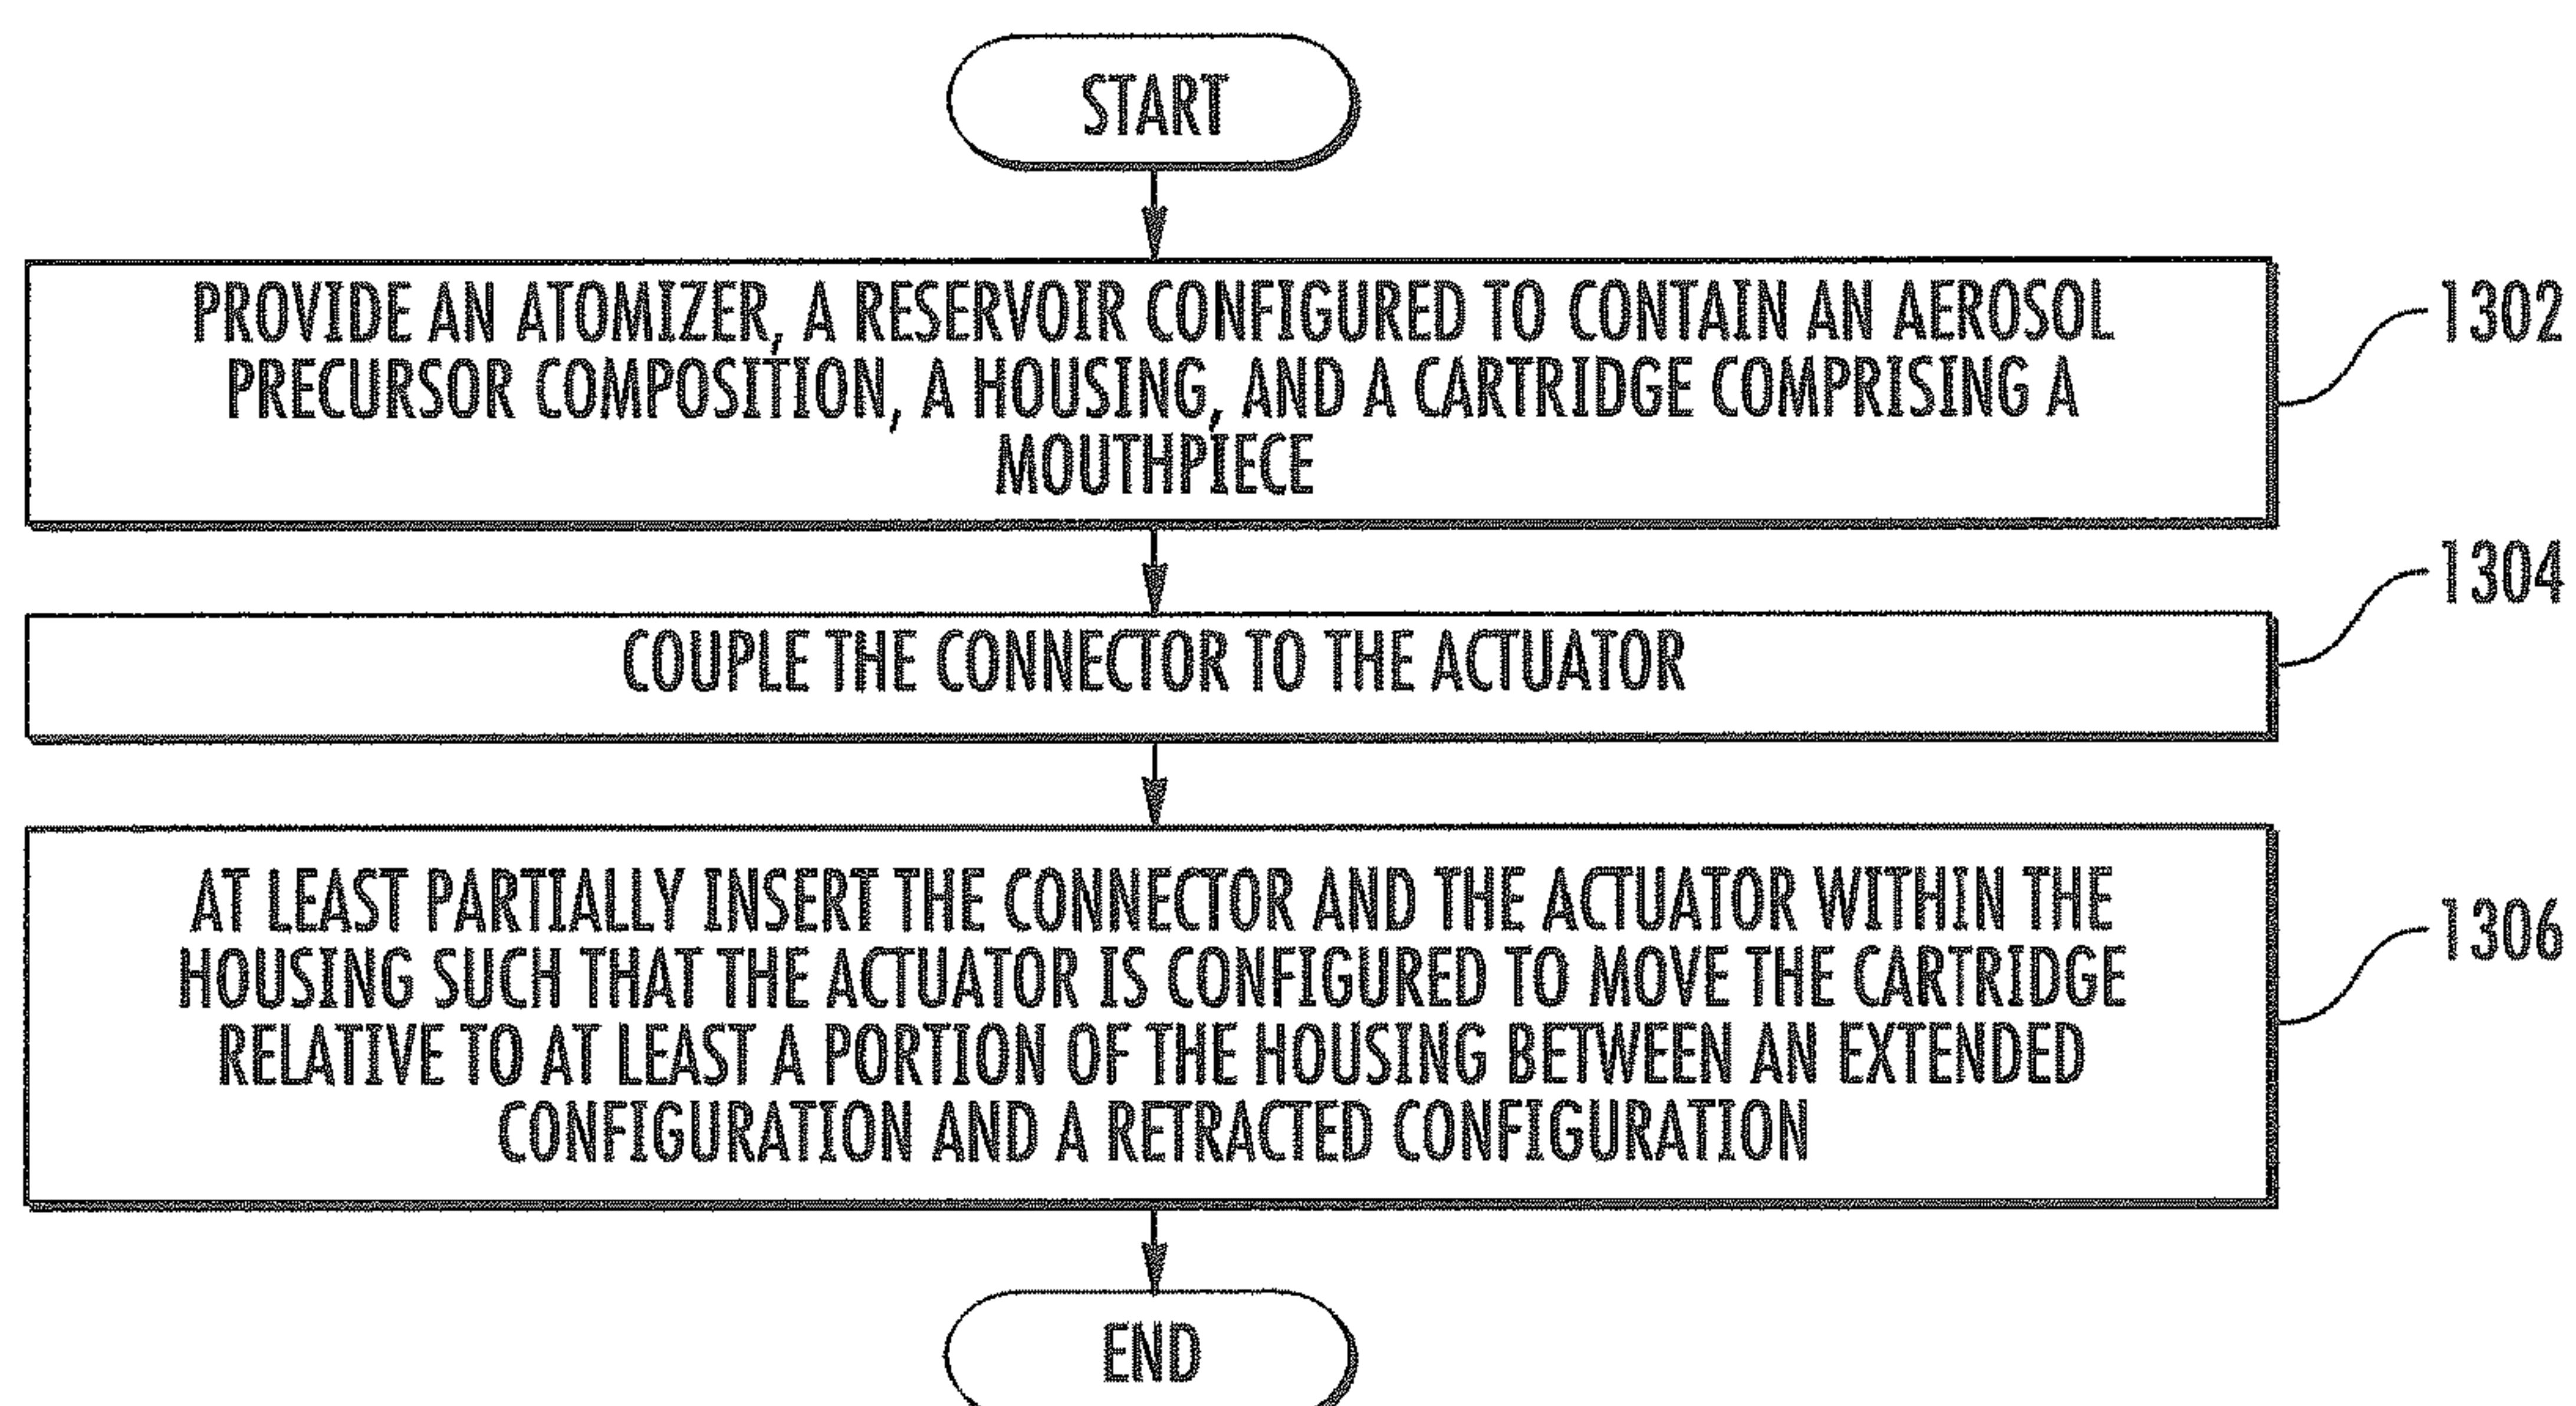 START
PROVIDE AN ATOMIZER, A RESERVOIR CONFIGURED TO CONTAIN AN AEROSOL
PRECURSOR COMPOSITION, A HOUSING, AND A CARTRIDGE COMPRISING A
MOUTHPIECE
1302
COUPLE THE CONNECTOR TO THE ACTUATOR
1304
AT LEAST PARTIALLY INSERT THE CONNECTOR AND THE ACTUATOR WITHIN THE
HOUSING SUCH THAT THE ACTUATOR IS CONFIGURED TO MOVE THE CARTRIDGE
RELATIVE TO AT LEAST A PORTION OF THE HOUSING BETWEEN AN EXTENDED
CONFIGURATION AND A RETRACTED CONFIGURATION
1306
END